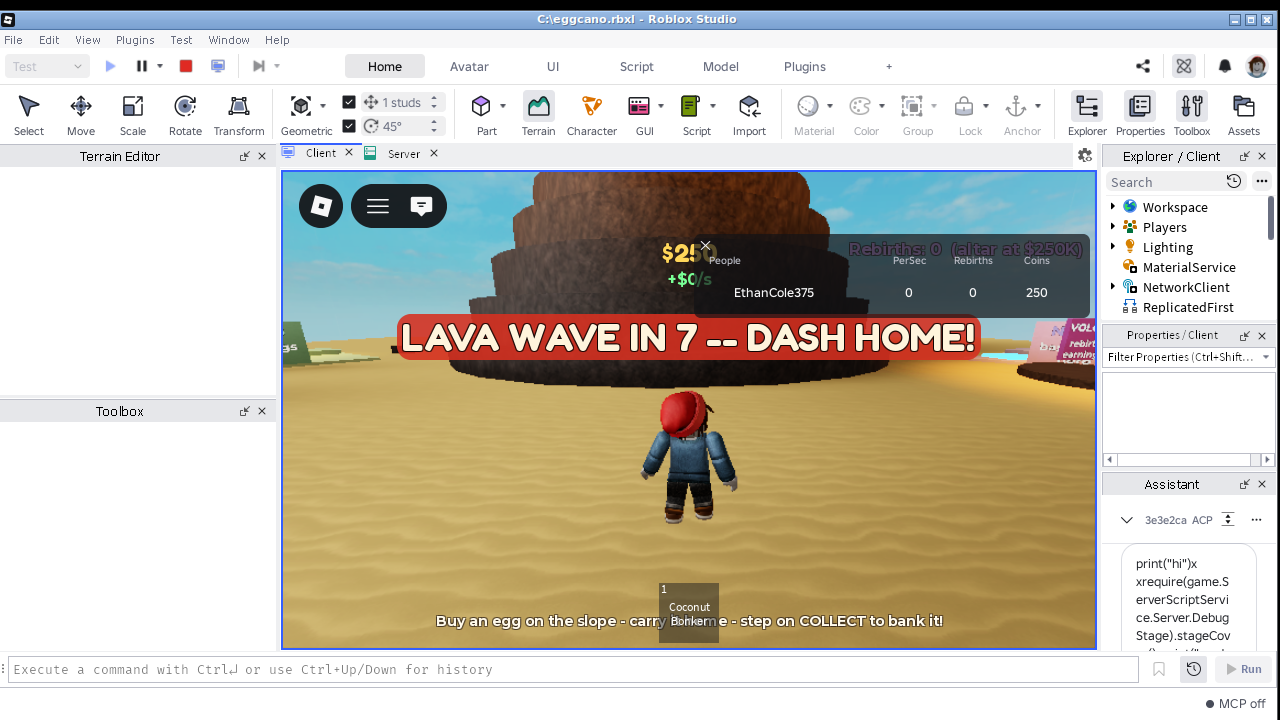 C:\eggcano.rbxl - Roblox Studio
File Edit View Plugins Test Window Help
Test
Home Avatar UI Script Model Plugins +
1 studs
45°
Select Move Scale Rotate Transform Geometric Part Terrain Character GUI Script Import Material Color Group Lock Anchor Explorer Properties Toolbox Assets
Terrain Editor
Client Server
Explorer / Client
Search
Workspace
Players
Lighting
MaterialService
NetworkClient
ReplicatedFirst
Properties / Client
Filter Properties (Ctrl+Shift...
Toolbox
Assistant
3e3e2ca ACP
print("hi")x
xrequire(game.S
erverScriptServi
ce.Server.Debug
Stage).stageCov
$250
+$0/s
Rebirths: 0 (altar at $250K)
People PerSec Rebirths Coins
EthanCole375 0 0 250
LAVA WAVE IN 7 -- DASH HOME!
1
Coconut
Bonker
Buy an egg on the slope - carry it home - step on COLLECT to bank it!
Execute a command with Ctrl↵ or use Ctrl+Up/Down for history
Run
MCP off